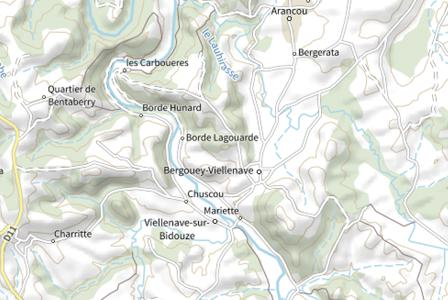 Arancou
le Lauhirasse
Bergerata
les Carboueres
Quartier de
Bentaberry
Borde Hunard
Borde Lagouarde
Bergouey-Viellenave
Chuscou
Mariette
Viellenave-sur-
Bidouze
Charritte
D11